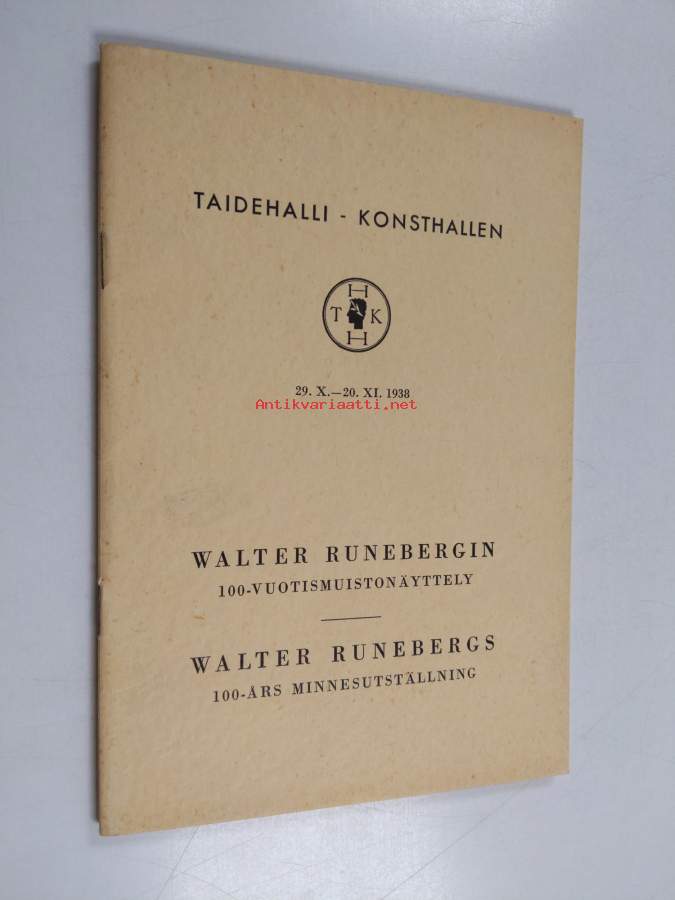 TAIDEHALLI - KONSTHALLEN
H
T K
H
29. X.—20. XI. 1938
Antikvariaatti.net
WALTER RUNEBERGIN
100-VUOTISMUISTONÄYTTELY
WALTER RUNEBERGS
100-ÅRS MINNESUTSTÄLLNING